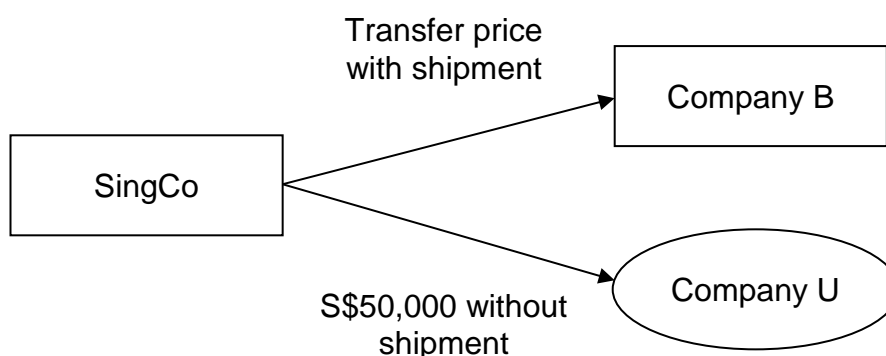 Transfer price
with shipment
Company B
SingCo
Company U
S$50,000 without
shipment